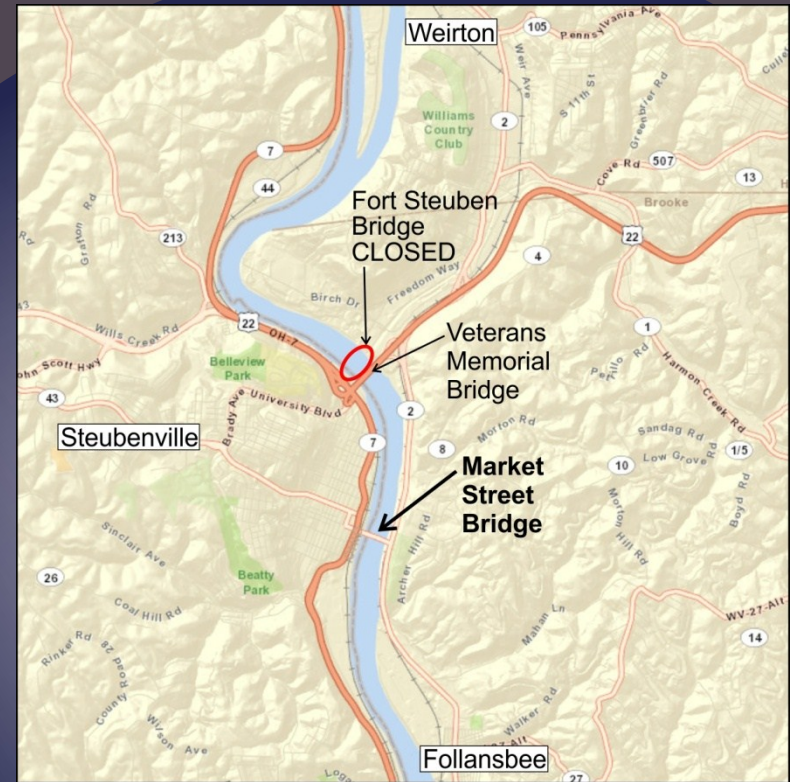 Weirton
105
Pennsylvania Ave
Weir Ave
S 11th St
Greenbrier Rd
Williams
Country
Club
2
7
Cove Rd
507
13
44
Fort Steuben
Bridge
CLOSED
Brooke
Grafton Rd
213
22
4
Freedom Way
Birch Dr
22
OH-7
1
Wills Creek Rd
Veterans
Memorial
Bridge
Belleview
Park
Harmon Creek Rd
43
University Blvd
Brady Ave
2
Morton Rd
Sandag Rd
Steubenville
7
8
Low Grove Rd
1/5
Market
Street
Bridge
10
Boyd Rd
Morton Hill Rd
Sinclair Ave
Archer Hill Rd
26
Beatty
Park
Coal Hill Rd
Mahan Ln
WV-27-Alt
14
Rinker Rd
County Road 28
Wilson Ave
Walker Rd
Follansbee
27